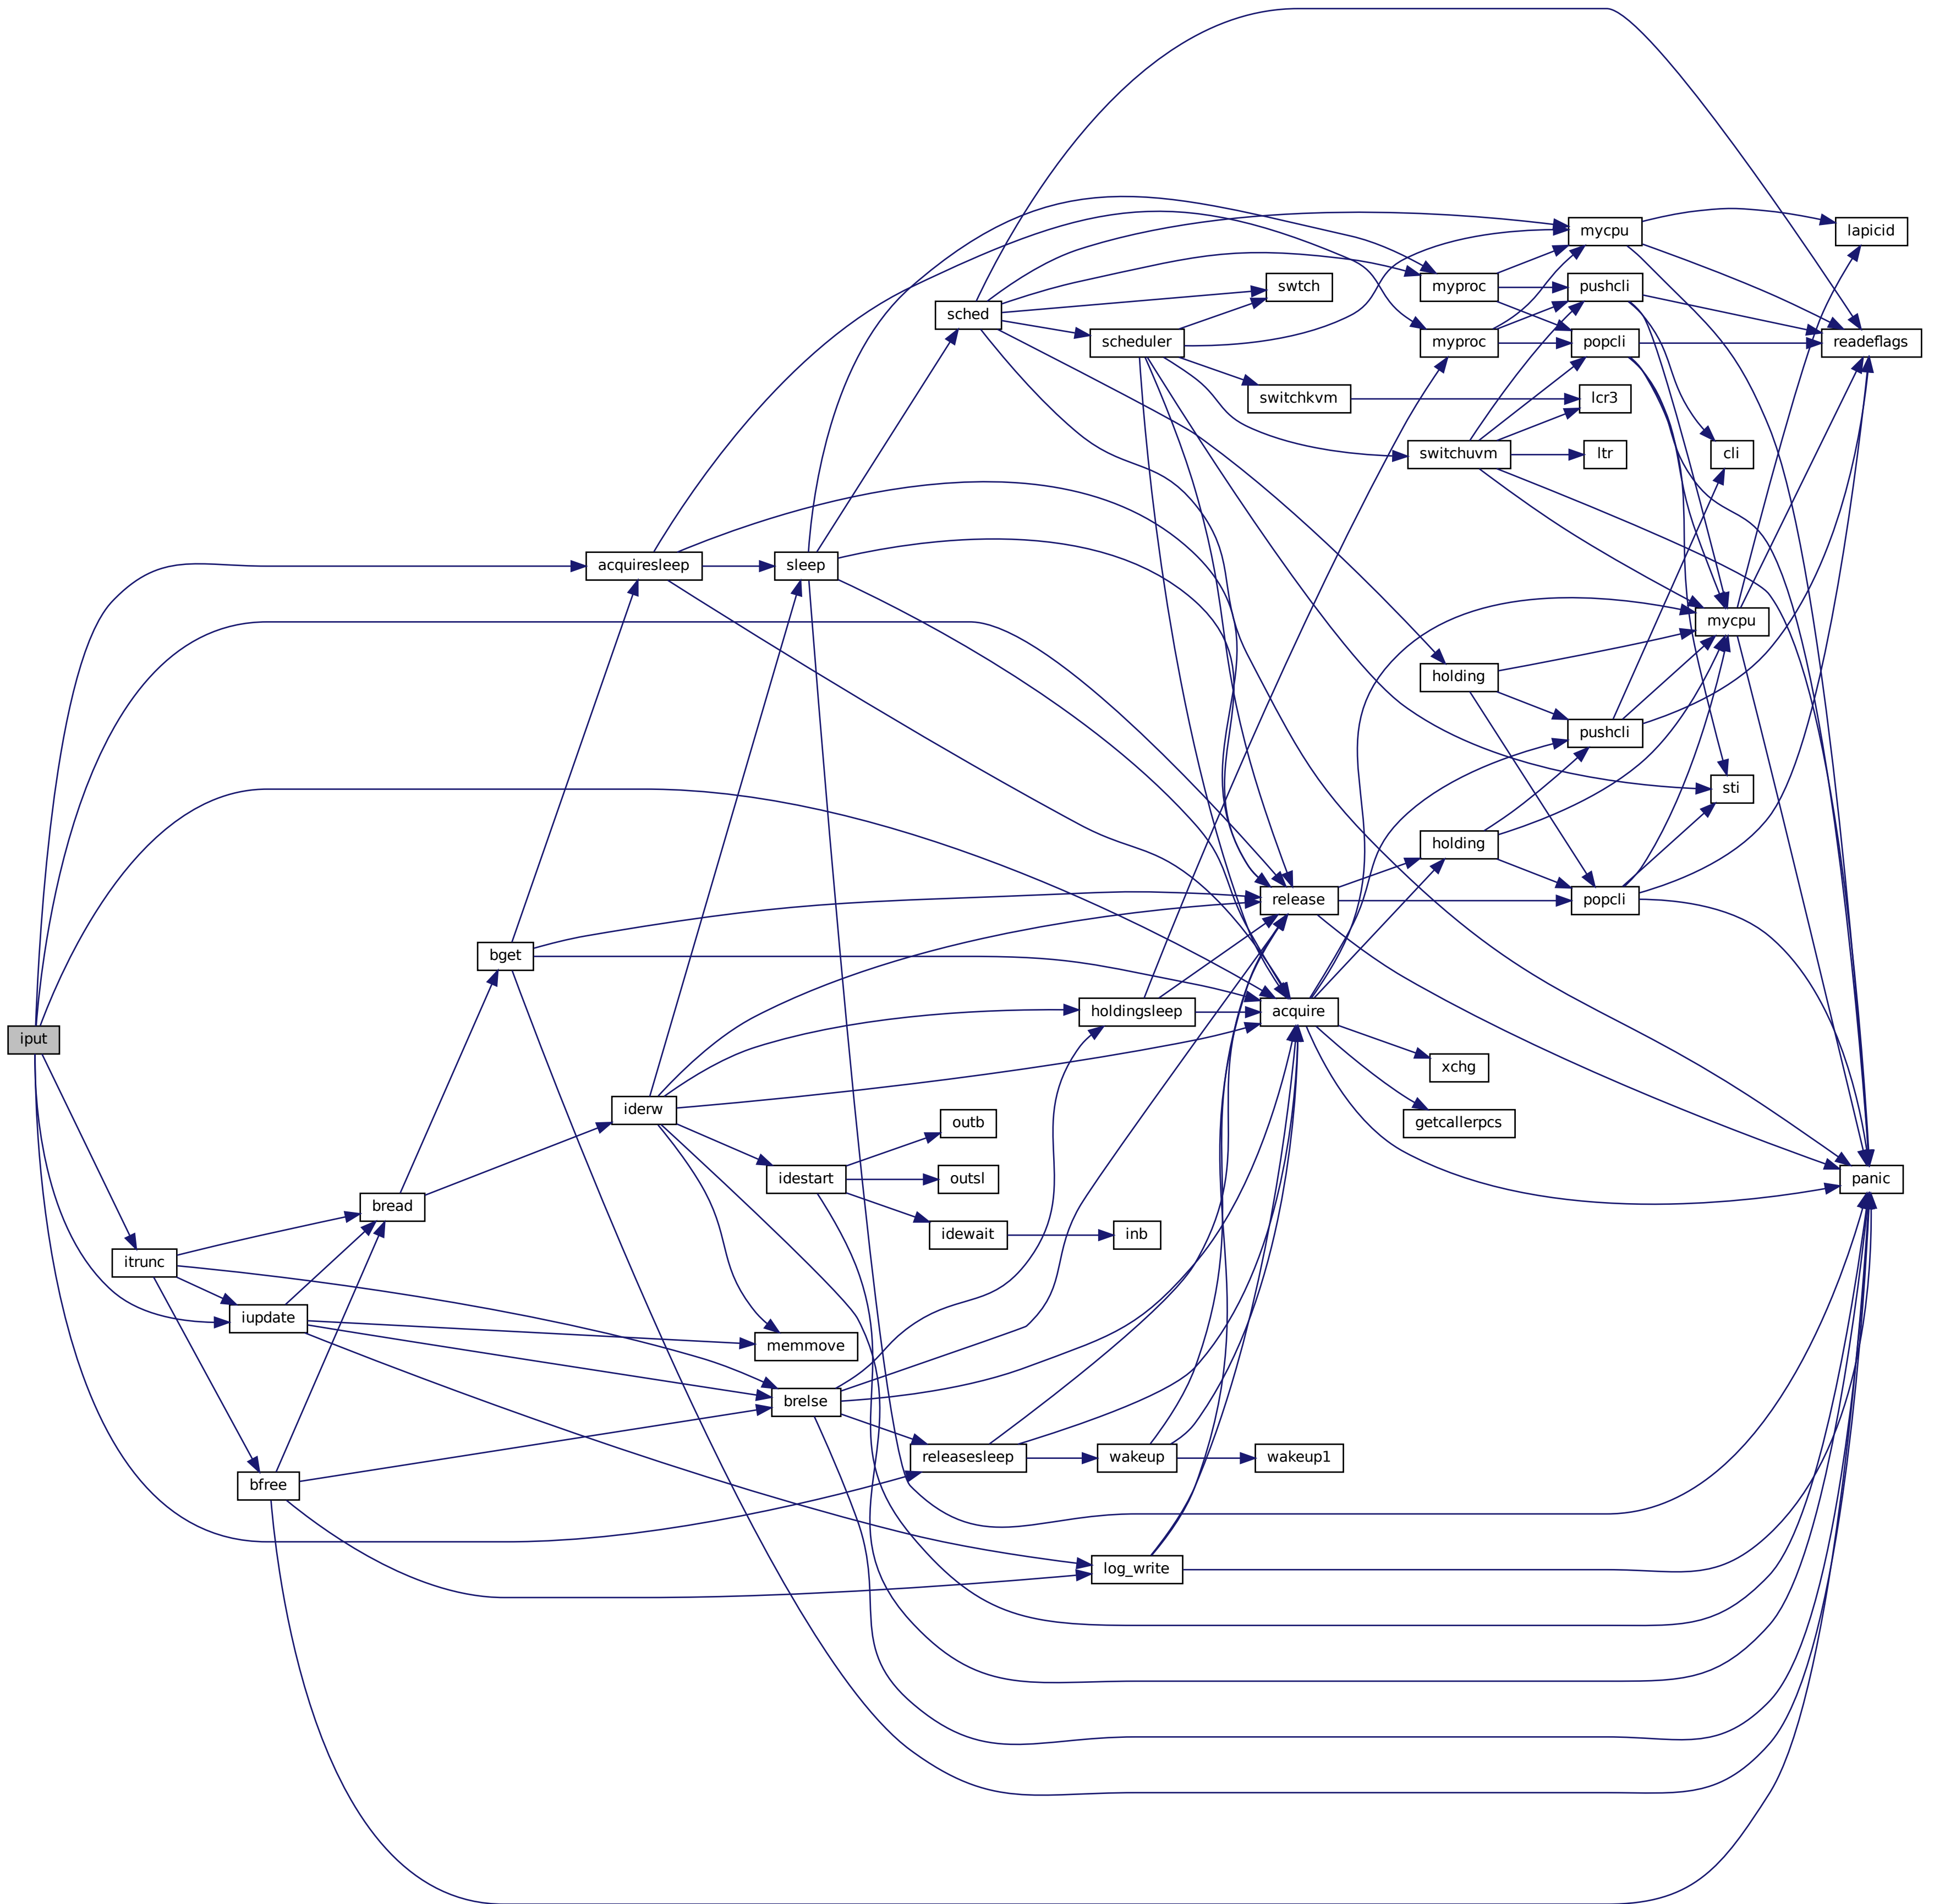 mycpu
lapicid
swtch
myproc
pushcli
sched
scheduler
myproc
popcli
readeflags
switchkvm
lcr3
switchuvm
ltr
cli
acquiresleep
sleep
mycpu
holding
pushcli
sti
holding
release
popcli
bget
iput
holdingsleep
acquire
xchg
iderw
outb
getcallerpcs
bread
idestart
outsl
panic
idewait
inb
itrunc
iupdate
memmove
brelse
bfree
releasesleep
wakeup
wakeup1
log_write